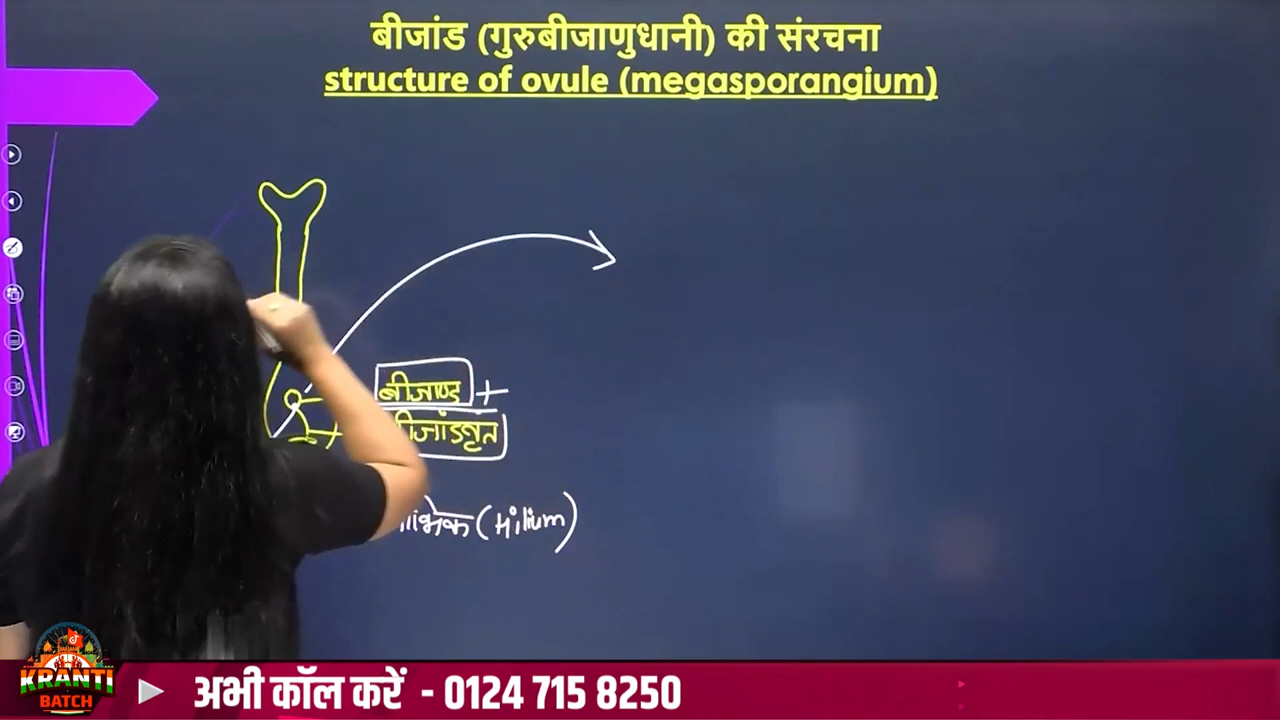 बीजांड (गुरुबीजाणुधानी) की संरचना
structure of ovule (megasporangium)
बीजाण्ड +
(Hilium)
KRANTI
BATCH
अभी कॉल करें - 0124 715 8250